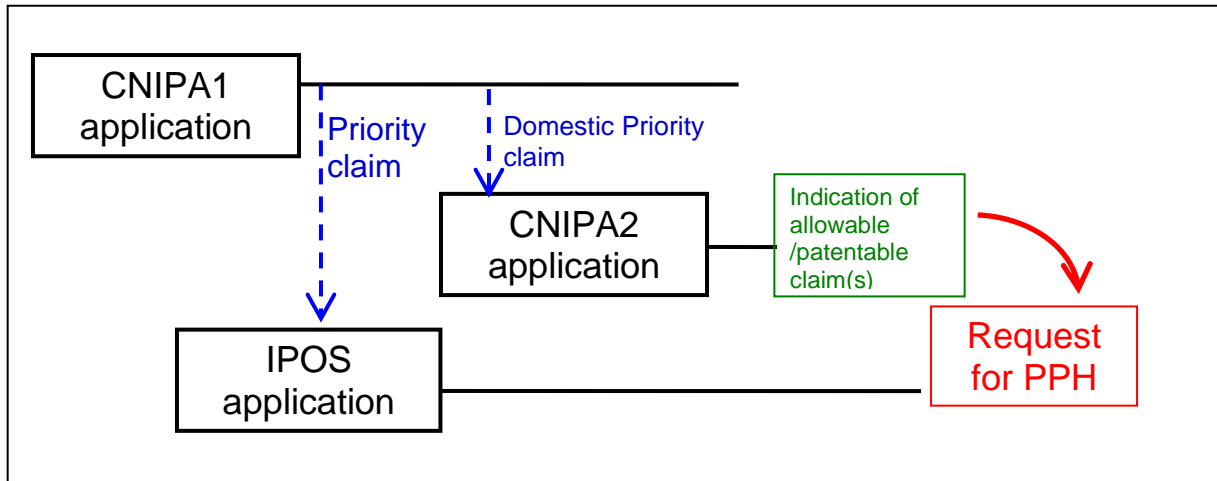 CNIPA1
application
Priority
claim
Domestic Priority
claim
CNIPA2
application
Indication of
allowable
/patentable
claim(s)
IPOS
application
Request
for PPH